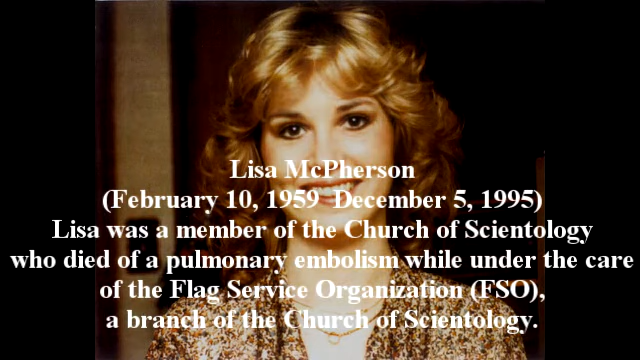 Lisa McPherson
(February 10, 1959  December 5, 1995)
Lisa was a member of the Church of Scientology
who died of a pulmonary embolism while under the care
of the Flag Service Organization (FSO),
a branch of the Church of Scientology.